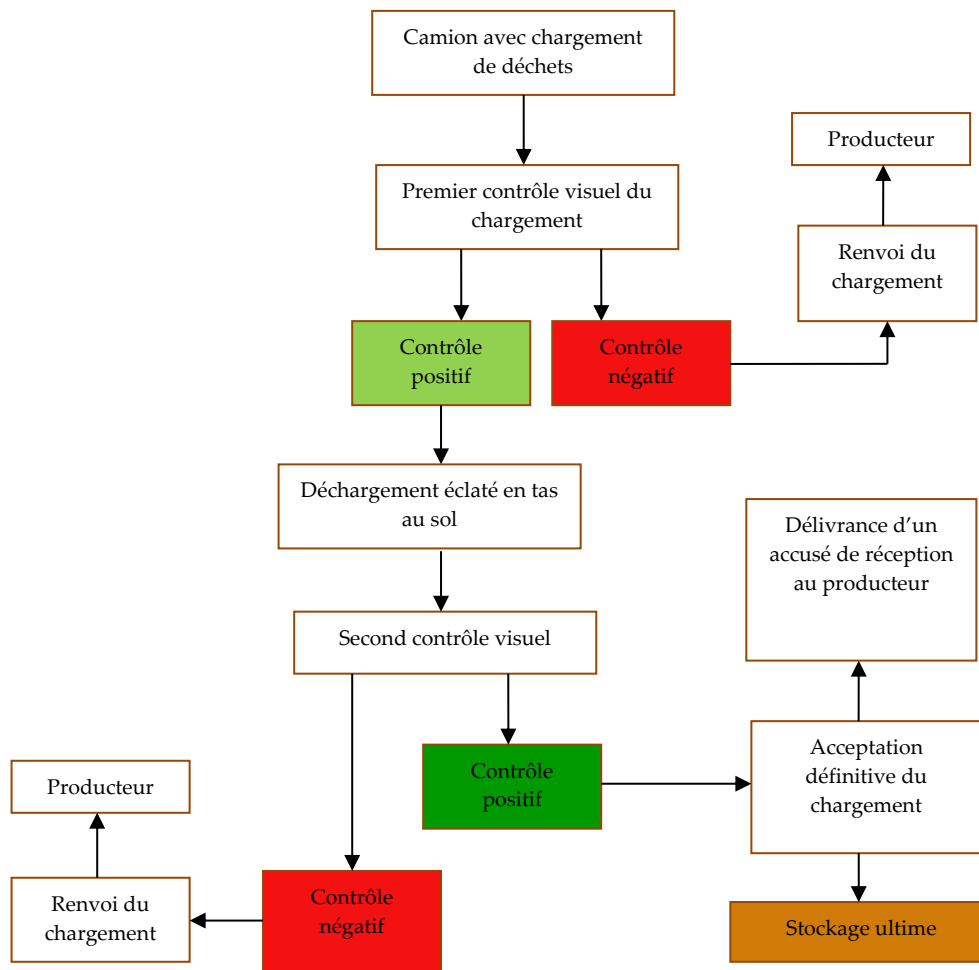 Camion avec chargement
de déchets
Producteur
Premier contrôle visuel du
chargement
Renvoi du
chargement
Contrôle
positif
Contrôle
négatif
Déchargement éclaté en tas
au sol
Délivrance d’un
accusé de réception
au producteur
Second contrôle visuel
Contrôle
positif
Acceptation
définitive du
chargement
Producteur
Contrôle
négatif
Renvoi du
chargement
Stockage ultime